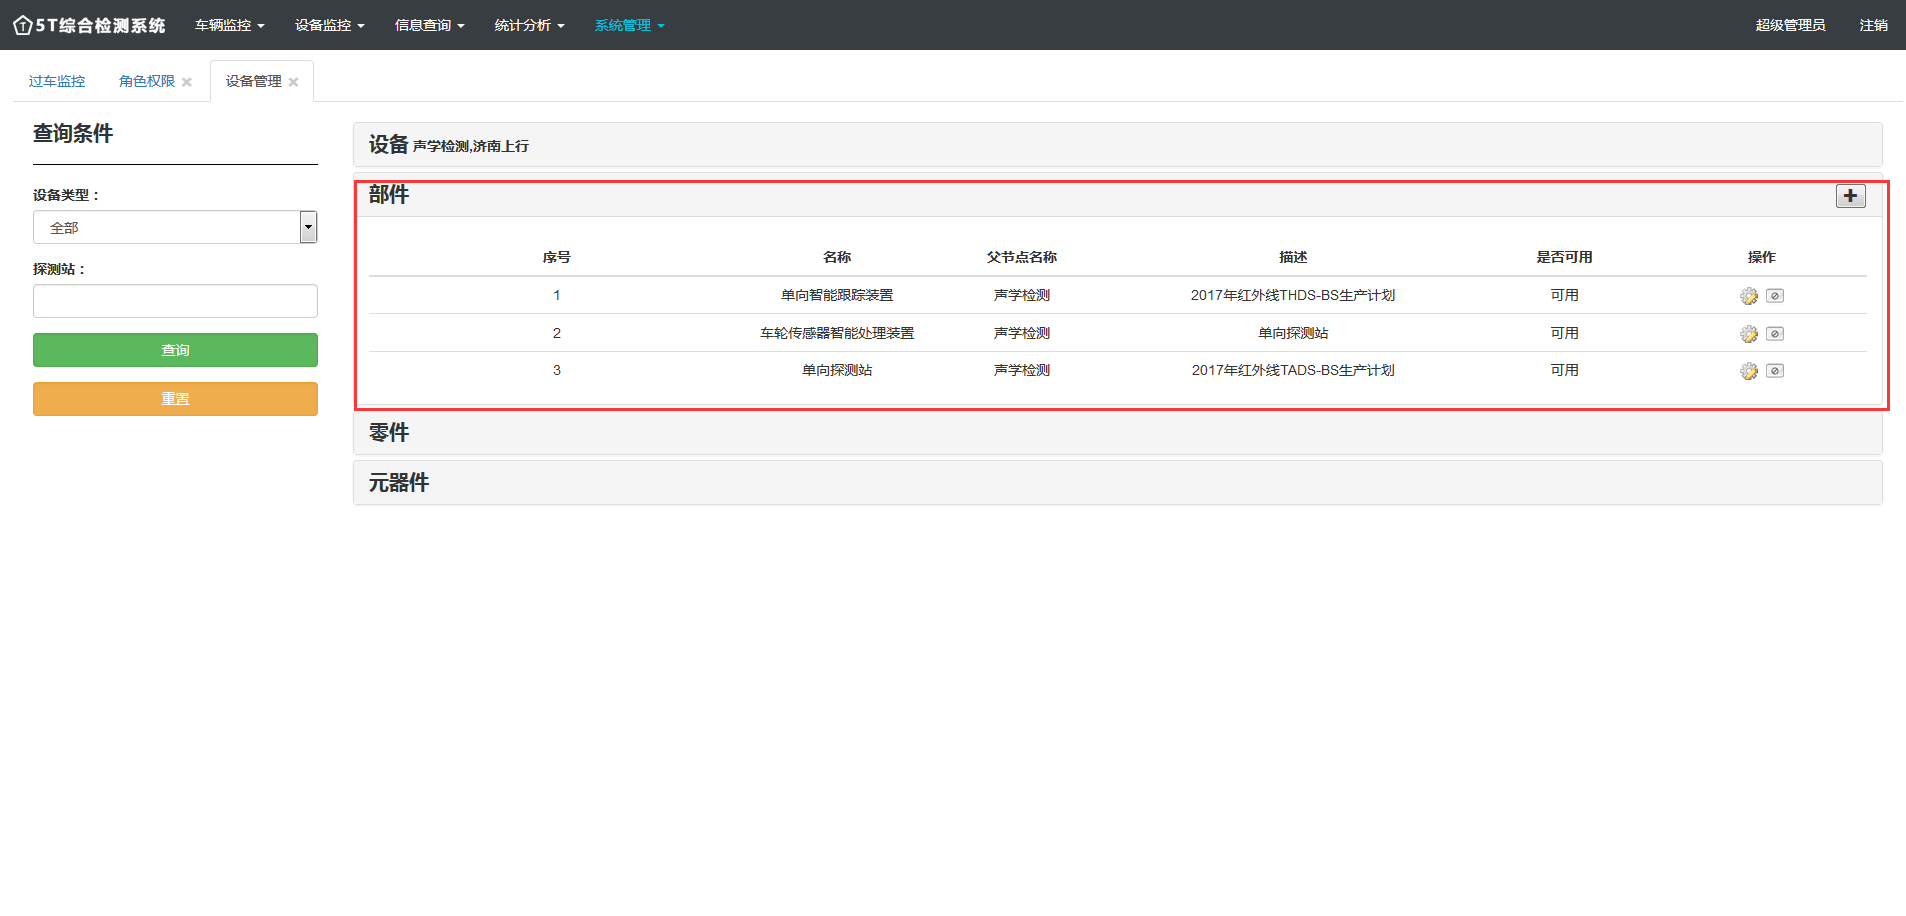 5T综合检测系统 车辆监控 设备监控 信息查询 统计分析 系统管理 超级管理员 注销
过车监控 角色权限 设备管理
查询条件
设备类型：
全部
探测站：
查询
重置
设备 声学检测,济南上行
部件
序号 名称 父节点名称 描述 是否可用 操作
1 单向智能跟踪装置 声学检测 2017年红外线THDS-BS生产计划 可用
2 车轮传感器智能处理装置 声学检测 单向探测站 可用
3 单向探测站 声学检测 2017年红外线TADS-BS生产计划 可用
零件
元器件